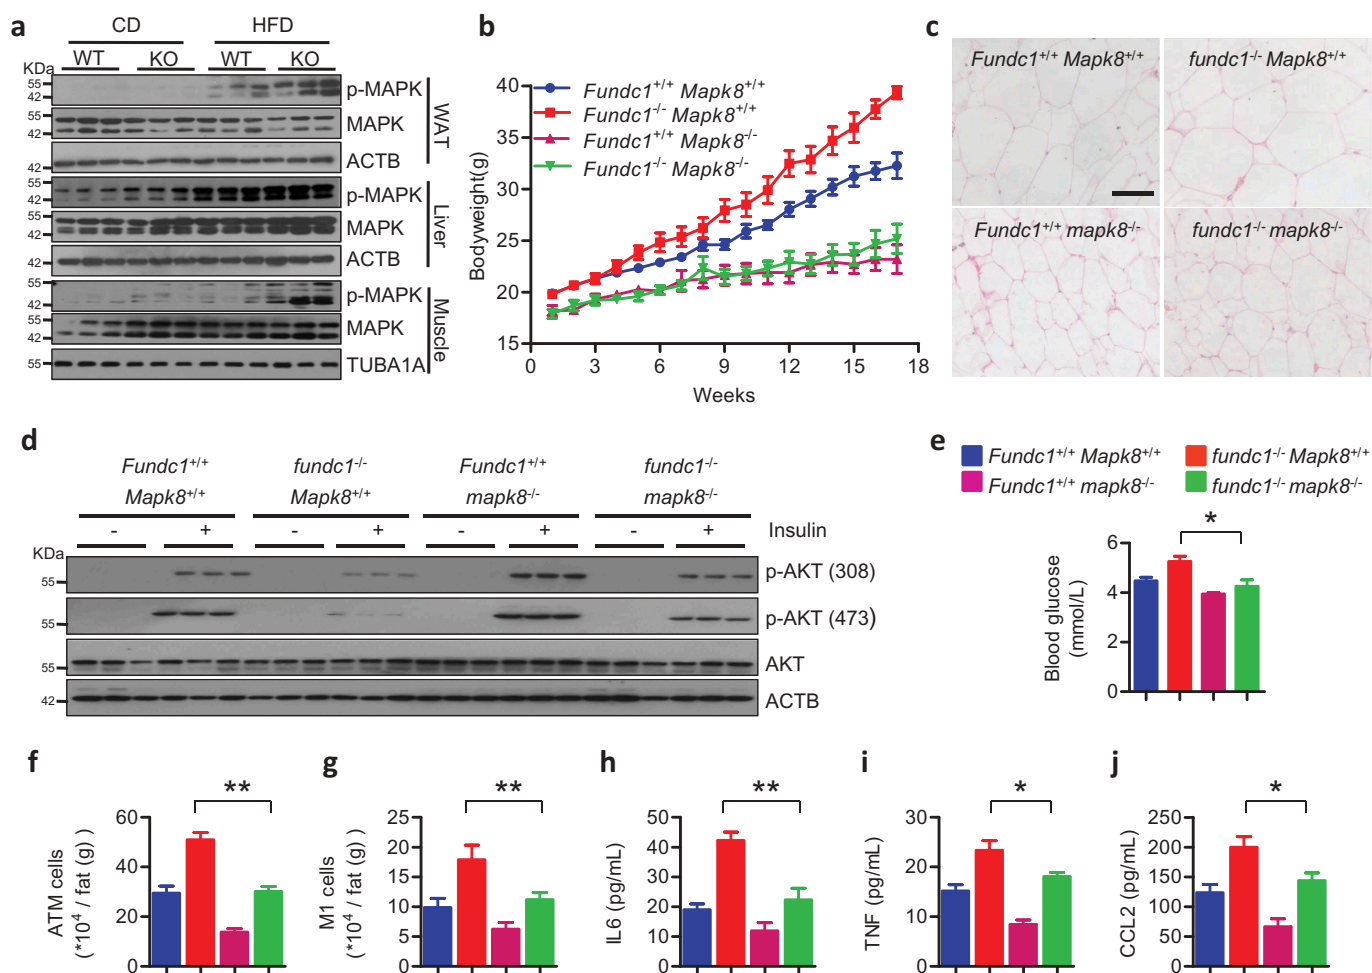 a
CD HFD
WT KO WT KO
KDa
55
42
p-MAPK
55
42
MAPK
42
ACTB
WAT
55
42
p-MAPK
55
42
MAPK
42
ACTB
Liver
55
42
p-MAPK
55
42
MAPK
55
TUBA1A
Muscle
b
Fundc1+/+ Mapk8+/+
Fundc1-/- Mapk8+/+
Fundc1+/+ Mapk8-/-
Fundc1-/- Mapk8-/-
Bodyweight(g)
40
35
30
25
20
15
0 3 6 9 12 15 18
Weeks
c
Fundc1+/+ Mapk8+/+
fundc1-/- Mapk8+/+
Fundc1+/+ mapk8-/-
fundc1-/- mapk8-/-
d
Fundc1+/+ fundc1-/- Fundc1+/+ fundc1-/-
Mapk8+/+ Mapk8+/+ mapk8-/- mapk8-/-
- + - + - + - + Insulin
KDa
55
p-AKT (308)
55
p-AKT (473)
55
AKT
42
ACTB
e
Fundc1+/+ Mapk8+/+
fundc1-/- Mapk8+/+
Fundc1+/+ mapk8-/-
fundc1-/- mapk8-/-
Blood glucose
(mmol/L)
6
4
2
0
*
f
ATM cells
(*10^4 / fat (g) )
60
40
20
0
**
g
M1 cells
(*10^4 / fat (g) )
25
20
15
10
5
0
**
h
IL6 (pg/mL)
50
40
30
20
10
0
**
i
TNF (pg/mL)
40
30
20
10
0
*
j
CCL2 (pg/mL)
250
200
150
100
50
0
*